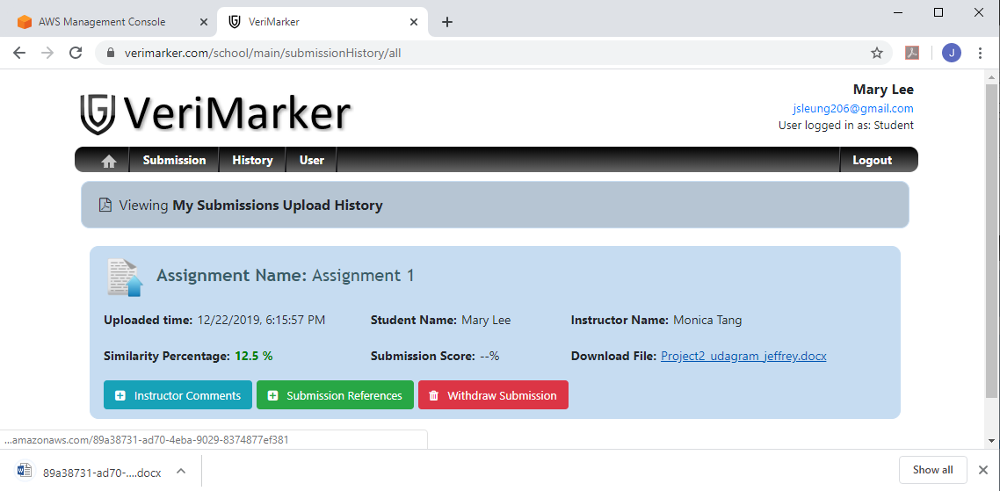 AWS Management Console
VeriMarker
verimarker.com/school/main/submissionHistory/all
J
VeriMarker
Mary Lee
jsleung206@gmail.com
User logged in as: Student
Submission History User Logout
Viewing My Submissions Upload History
Assignment Name: Assignment 1
Uploaded time: 12/22/2019, 6:15:57 PM Student Name: Mary Lee Instructor Name: Monica Tang
Similarity Percentage: 12.5 % Submission Score: --% Download File: Project2_udagram_jeffrey.docx
Instructor Comments Submission References Withdraw Submission
...amazonaws.com/89a38731-ad70-4eba-9029-8374877ef381
89a38731-ad70-....docx Show all